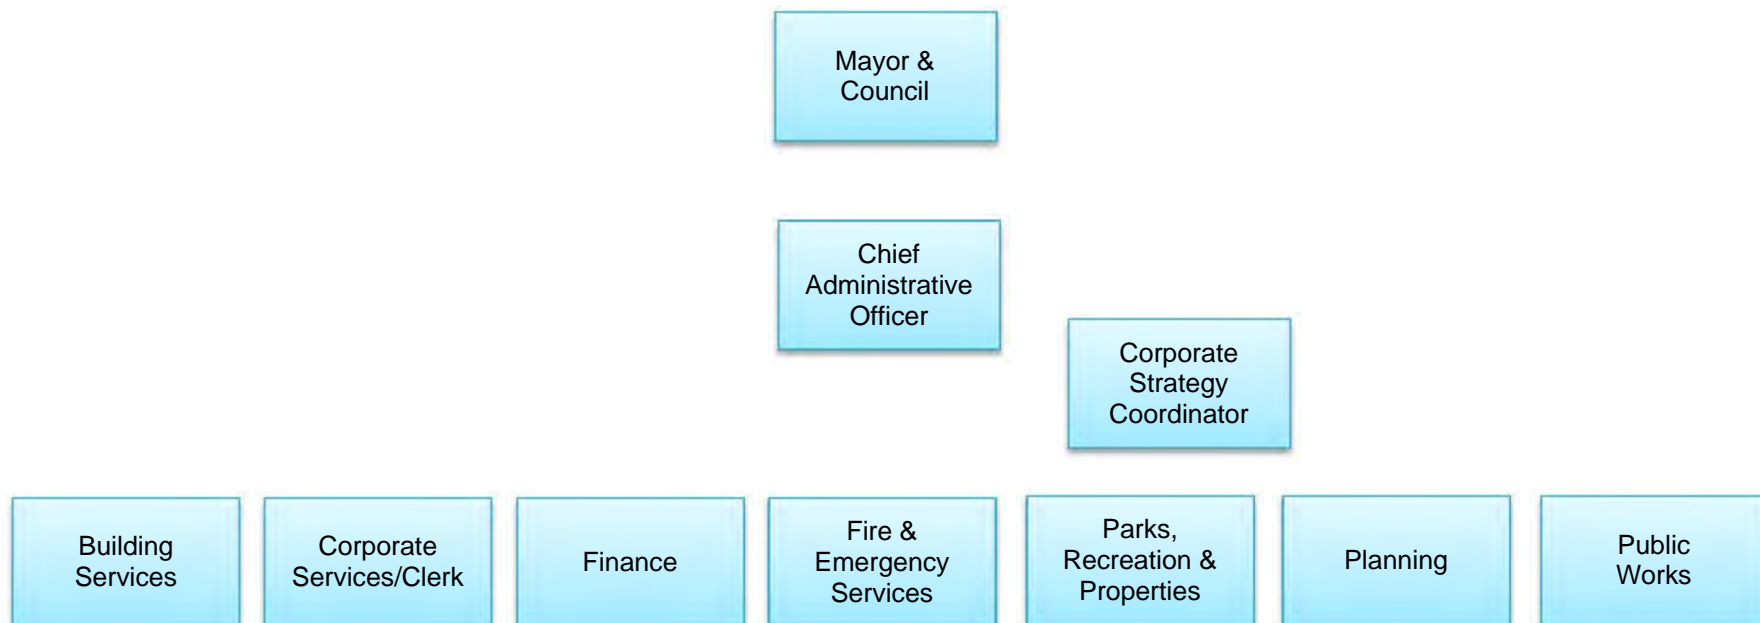 Mayor &
Council
Chief
Administrative
Officer
Corporate
Strategy
Coordinator
Building
Services
Corporate
Services/Clerk
Finance
Fire &
Emergency
Services
Parks,
Recreation &
Properties
Planning
Public
Works